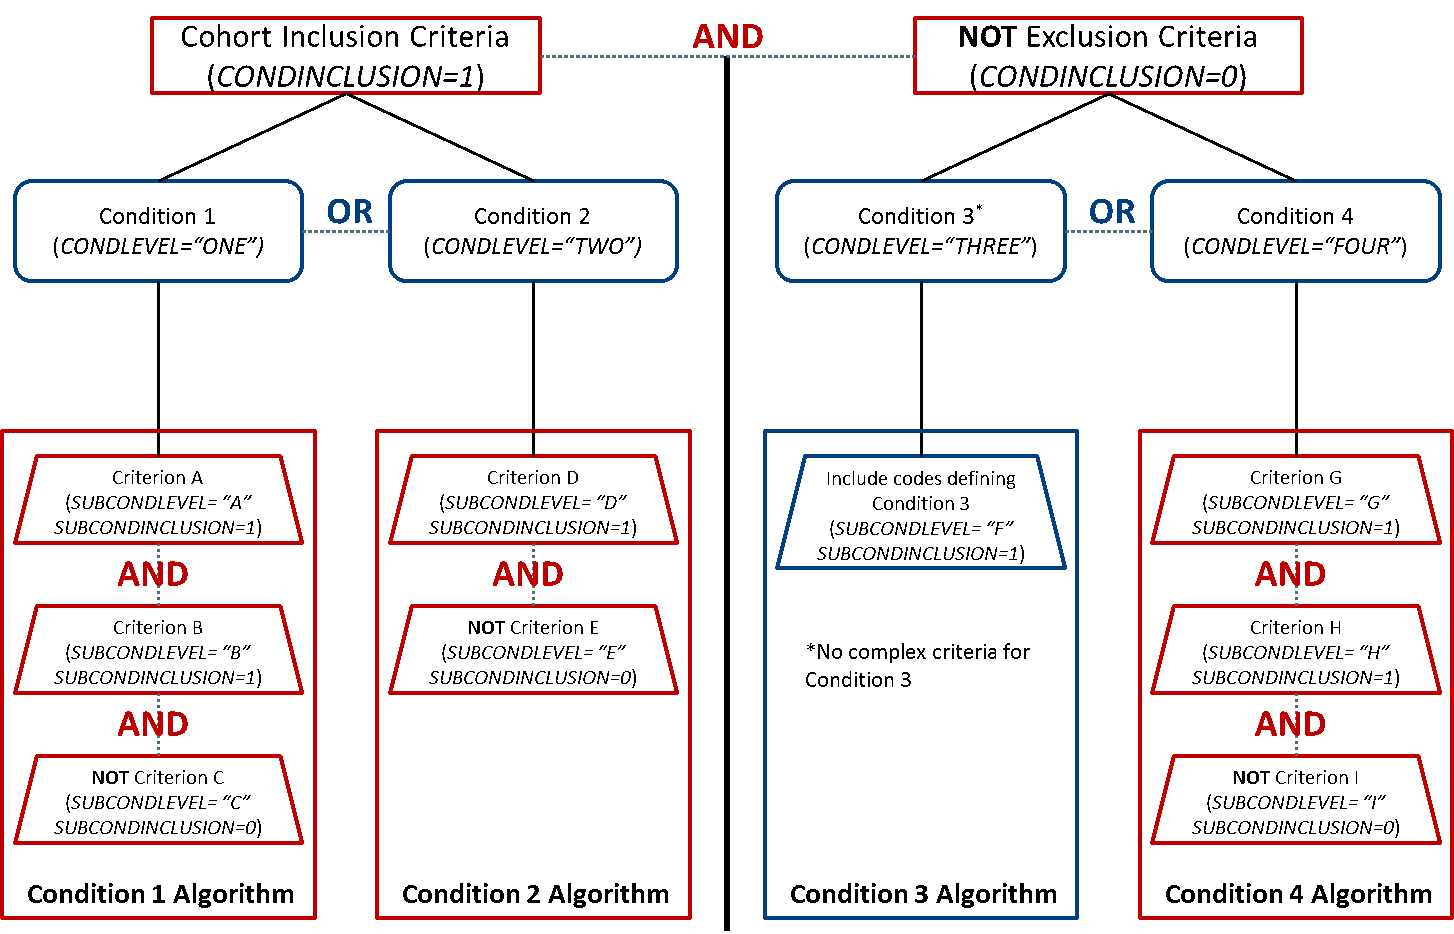 Cohort Inclusion Criteria
(CONDINCLUSION=1)
AND
NOT Exclusion Criteria
(CONDINCLUSION=0)
Condition 1
(CONDLEVEL=“ONE”)
OR
Condition 2
(CONDLEVEL=“TWO”)
Condition 3*
(CONDLEVEL=“THREE”)
OR
Condition 4
(CONDLEVEL=“FOUR”)
Criterion A
(SUBCONDLEVEL= “A”
SUBCONDINCLUSION=1)
AND
Criterion B
(SUBCONDLEVEL= “B”
SUBCONDINCLUSION=1)
AND
NOT Criterion C
(SUBCONDLEVEL= “C”
SUBCONDINCLUSION=0)
Condition 1 Algorithm
Criterion D
(SUBCONDLEVEL= “D”
SUBCONDINCLUSION=1)
AND
NOT Criterion E
(SUBCONDLEVEL= “E”
SUBCONDINCLUSION=0)
Condition 2 Algorithm
Include codes defining
Condition 3
(SUBCONDLEVEL= “F”
SUBCONDINCLUSION=1)
*No complex criteria for
Condition 3
Condition 3 Algorithm
Criterion G
(SUBCONDLEVEL= “G”
SUBCONDINCLUSION=1)
AND
Criterion H
(SUBCONDLEVEL= “H”
SUBCONDINCLUSION=1)
AND
NOT Criterion I
(SUBCONDLEVEL= “I”
SUBCONDINCLUSION=0)
Condition 4 Algorithm